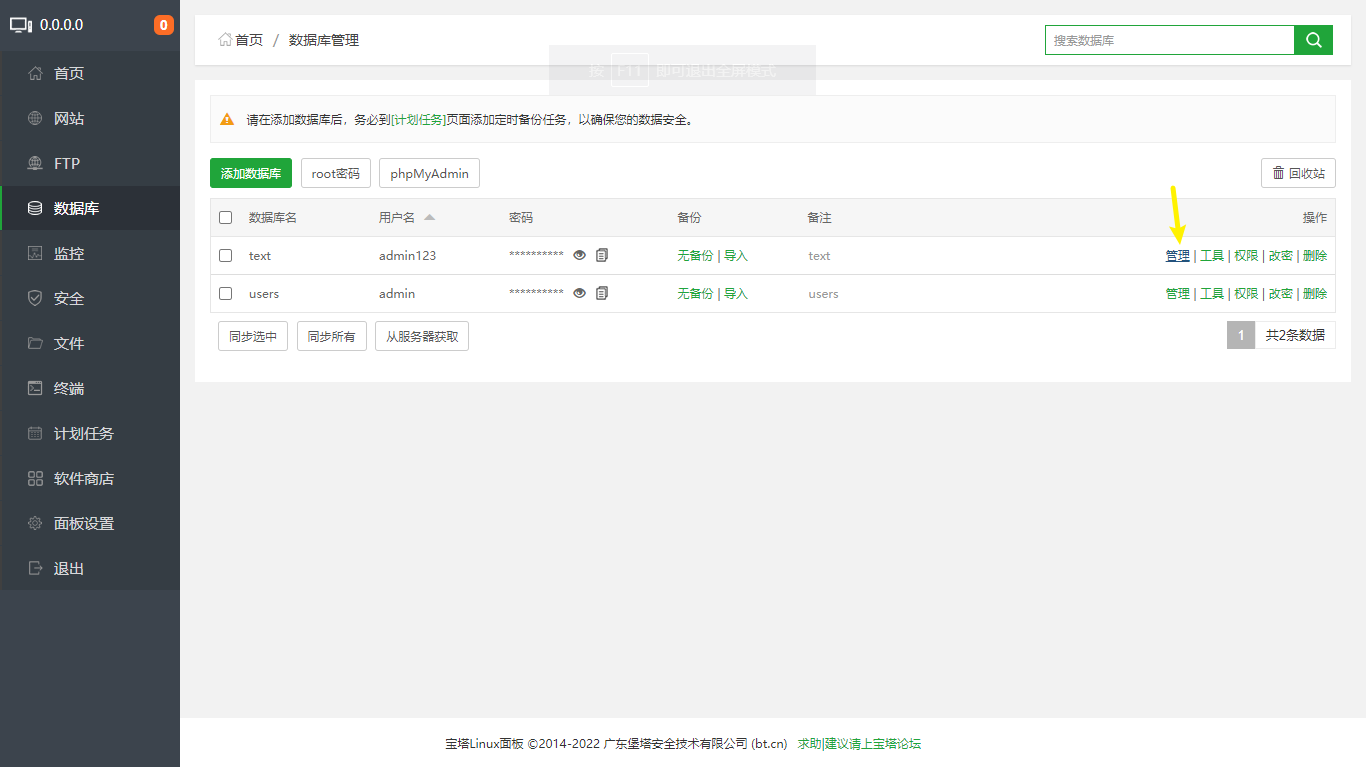 0.0.0.0
0
首页
网站
FTP
数据库
监控
安全
文件
终端
计划任务
软件商店
面板设置
退出
首页 / 数据库管理
搜索数据库
按 F11 即可退出全屏模式
请在添加数据库后，务必到[计划任务]页面添加定时备份任务，以确保您的数据安全。
添加数据库 root密码 phpMyAdmin 回收站
数据库名 用户名 密码 备份 备注 操作
text admin123 ********** 无备份 | 导入 text 管理 | 工具 | 权限 | 改密 | 删除
users admin ********** 无备份 | 导入 users 管理 | 工具 | 权限 | 改密 | 删除
同步选中 同步所有 从服务器获取 1 共2条数据
宝塔Linux面板 ©2014-2022 广东堡塔安全技术有限公司 (bt.cn) 求助|建议请上宝塔论坛